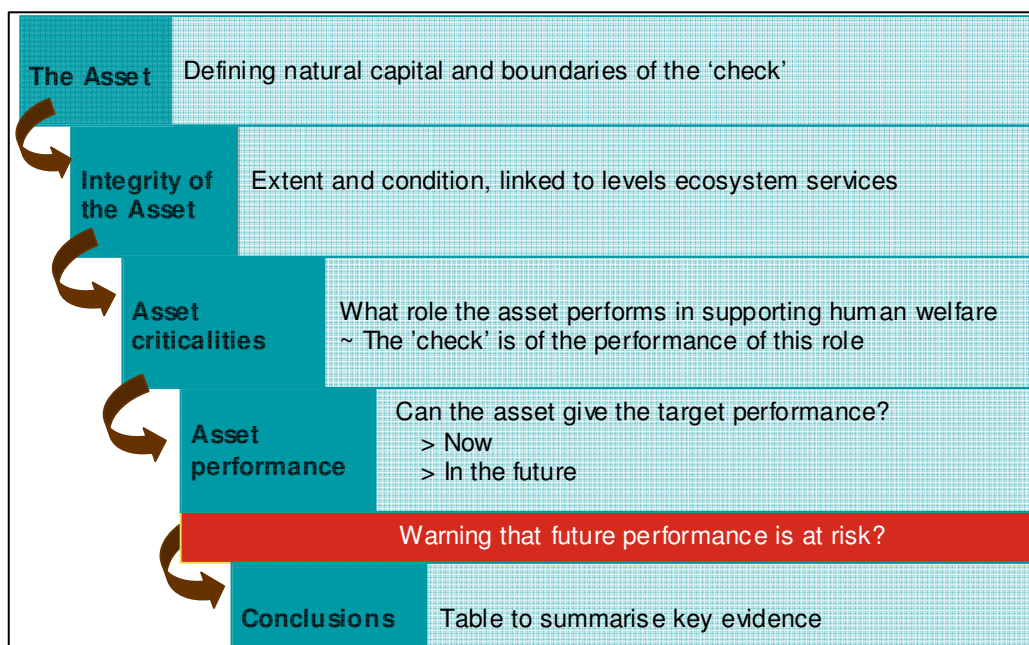 The Asset
Defining natural capital and boundaries of the ‘check’
Integrity of
the Asset
Extent and condition, linked to levels ecosystem services
Asset
criticalities
What role the asset performs in supporting human welfare
~ The ’check’ is of the performance of this role
Asset
performance
Can the asset give the target performance?
> Now
> In the future
Warning that future performance is at risk?
Conclusions
Table to summarise key evidence